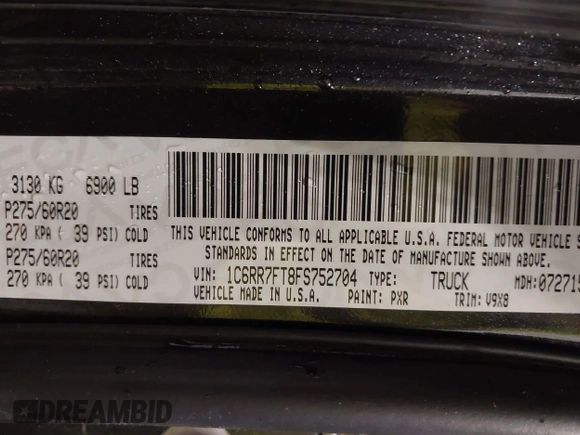 3130 KG 6900 LB
P275/60R20 TIRES
270 KPA ( 39 PSI) COLD
P275/60R20 TIRES
270 KPA ( 39 PSI) COLD
THIS VEHICLE CONFORMS TO ALL APPLICABLE U.S.A. FEDERAL MOTOR VEHICLE
STANDARDS IN EFFECT ON THE DATE OF MANUFACTURE SHOWN ABOVE.
VIN: 1C6RR7FT8FS752704 TYPE: TRUCK MDH: 072715
VEHICLE MADE IN U.S.A. PAINT: PXR TRIM: V9X8
DREAMBID